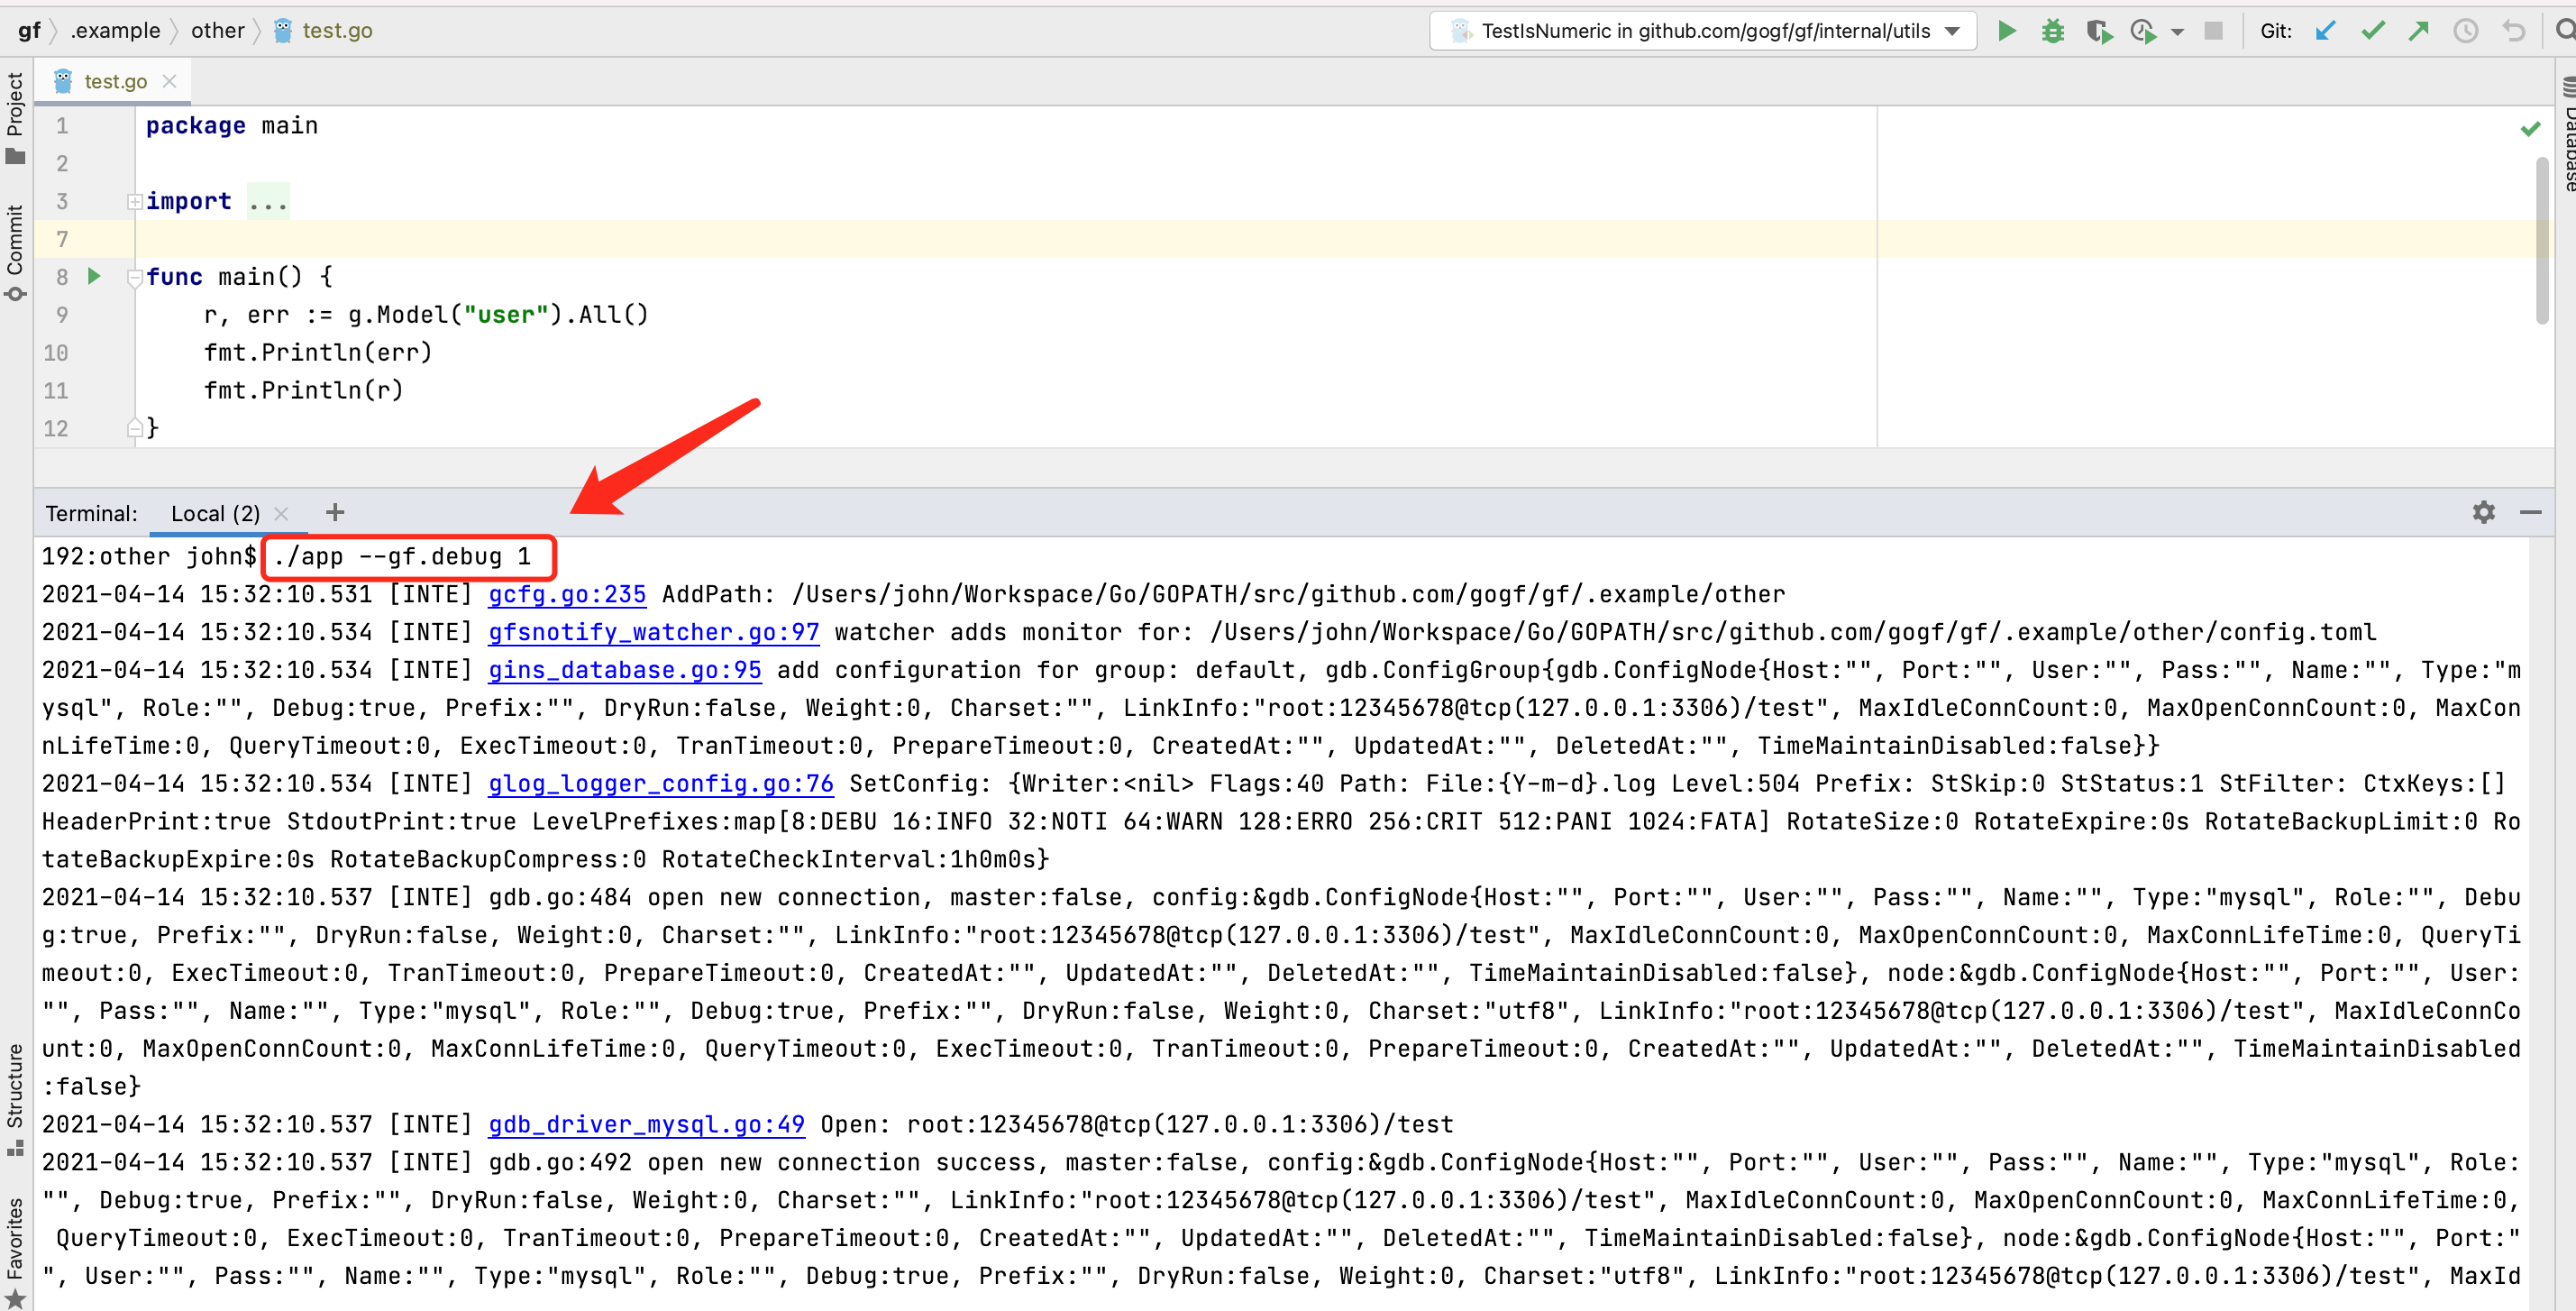 gf .example other test.go TestIsNumeric in github.com/gogf/gf/internal/utils Git:
test.go
Project
Commit
Structure
Favorites
Database
1 package main
2
3 import ...
7
8 func main() {
9 r, err := g.Model("user").All()
10 fmt.Println(err)
11 fmt.Println(r)
12 }
Terminal: Local (2) +
192:other john$ ./app --gf.debug 1
2021-04-14 15:32:10.531 [INTE] gcfg.go:235 AddPath: /Users/john/Workspace/Go/GOPATH/src/github.com/gogf/gf/.example/other
2021-04-14 15:32:10.534 [INTE] gfsnotify_watcher.go:97 watcher adds monitor for: /Users/john/Workspace/Go/GOPATH/src/github.com/gogf/gf/.example/other/config.toml
2021-04-14 15:32:10.534 [INTE] gins_database.go:95 add configuration for group: default, gdb.ConfigGroup{gdb.ConfigNode{Host:"", Port:"", User:"", Pass:"", Name:"", Type:"m
ysql", Role:"", Debug:true, Prefix:"", DryRun:false, Weight:0, Charset:"", LinkInfo:"root:12345678@tcp(127.0.0.1:3306)/test", MaxIdleConnCount:0, MaxOpenConnCount:0, MaxCon
nLifeTime:0, QueryTimeout:0, ExecTimeout:0, TranTimeout:0, PrepareTimeout:0, CreatedAt:"", UpdatedAt:"", DeletedAt:"", TimeMaintainDisabled:false}}
2021-04-14 15:32:10.534 [INTE] glog_logger_config.go:76 SetConfig: {Writer:<nil> Flags:40 Path: File:{Y-m-d}.log Level:504 Prefix: StSkip:0 StStatus:1 StFilter: CtxKeys:[]
HeaderPrint:true StdoutPrint:true LevelPrefixes:map[8:DEBU 16:INFO 32:NOTI 64:WARN 128:ERRO 256:CRIT 512:PANI 1024:FATA] RotateSize:0 RotateExpire:0s RotateBackupLimit:0 Ro
tateBackupExpire:0s RotateBackupCompress:0 RotateCheckInterval:1h0m0s}
2021-04-14 15:32:10.537 [INTE] gdb.go:484 open new connection, master:false, config:&gdb.ConfigNode{Host:"", Port:"", User:"", Pass:"", Name:"", Type:"mysql", Role:"", Debu
g:true, Prefix:"", DryRun:false, Weight:0, Charset:"", LinkInfo:"root:12345678@tcp(127.0.0.1:3306)/test", MaxIdleConnCount:0, MaxOpenConnCount:0, MaxConnLifeTime:0, QueryTi
meout:0, ExecTimeout:0, TranTimeout:0, PrepareTimeout:0, CreatedAt:"", UpdatedAt:"", DeletedAt:"", TimeMaintainDisabled:false}, node:&gdb.ConfigNode{Host:"", Port:"", User:
"", Pass:"", Name:"", Type:"mysql", Role:"", Debug:true, Prefix:"", DryRun:false, Weight:0, Charset:"utf8", LinkInfo:"root:12345678@tcp(127.0.0.1:3306)/test", MaxIdleConnCo
unt:0, MaxOpenConnCount:0, MaxConnLifeTime:0, QueryTimeout:0, ExecTimeout:0, TranTimeout:0, PrepareTimeout:0, CreatedAt:"", UpdatedAt:"", DeletedAt:"", TimeMaintainDisabled
:false}
2021-04-14 15:32:10.537 [INTE] gdb_driver_mysql.go:49 Open: root:12345678@tcp(127.0.0.1:3306)/test
2021-04-14 15:32:10.537 [INTE] gdb.go:492 open new connection success, master:false, config:&gdb.ConfigNode{Host:"", Port:"", User:"", Pass:"", Name:"", Type:"mysql", Role:
"", Debug:true, Prefix:"", DryRun:false, Weight:0, Charset:"", LinkInfo:"root:12345678@tcp(127.0.0.1:3306)/test", MaxIdleConnCount:0, MaxOpenConnCount:0, MaxConnLifeTime:0,
QueryTimeout:0, ExecTimeout:0, TranTimeout:0, PrepareTimeout:0, CreatedAt:"", UpdatedAt:"", DeletedAt:"", TimeMaintainDisabled:false}, node:&gdb.ConfigNode{Host:"", Port:"
", User:"", Pass:"", Name:"", Type:"mysql", Role:"", Debug:true, Prefix:"", DryRun:false, Weight:0, Charset:"utf8", LinkInfo:"root:12345678@tcp(127.0.0.1:3306)/test", MaxId